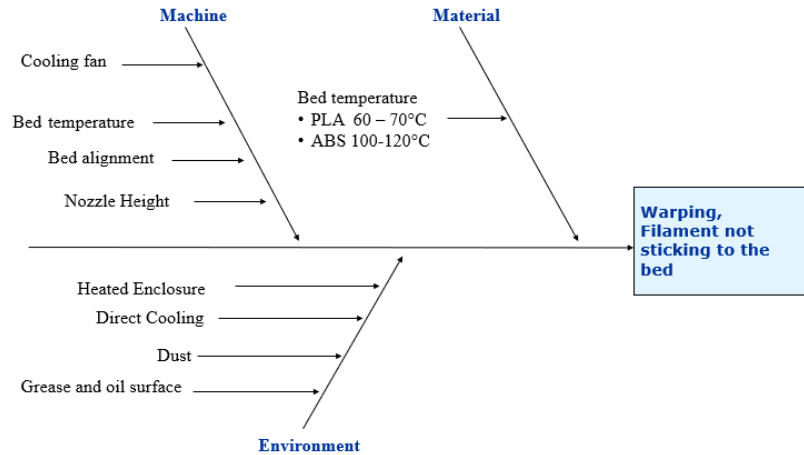 Machine
Material
Cooling fan
Bed temperature
Bed alignment
Nozzle Height
Bed temperature
• PLA 60 – 70°C
• ABS 100-120°C
Warping,
Filament not
sticking to the
bed
Heated Enclosure
Direct Cooling
Dust
Grease and oil surface
Environment